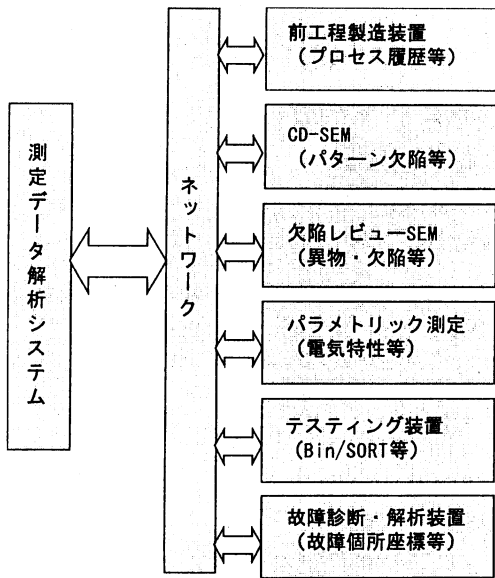 測定データ解析システム
ネットワーク
前工程製造装置
(プロセス履歴等)
CD-SEM
(パターン欠陥等)
欠陥レビューSEM
(異物・欠陥等)
パラメトリック測定
(電気特性等)
テスティング装置
(Bin/SORT等)
故障診断・解析装置
(故障個所座標等)